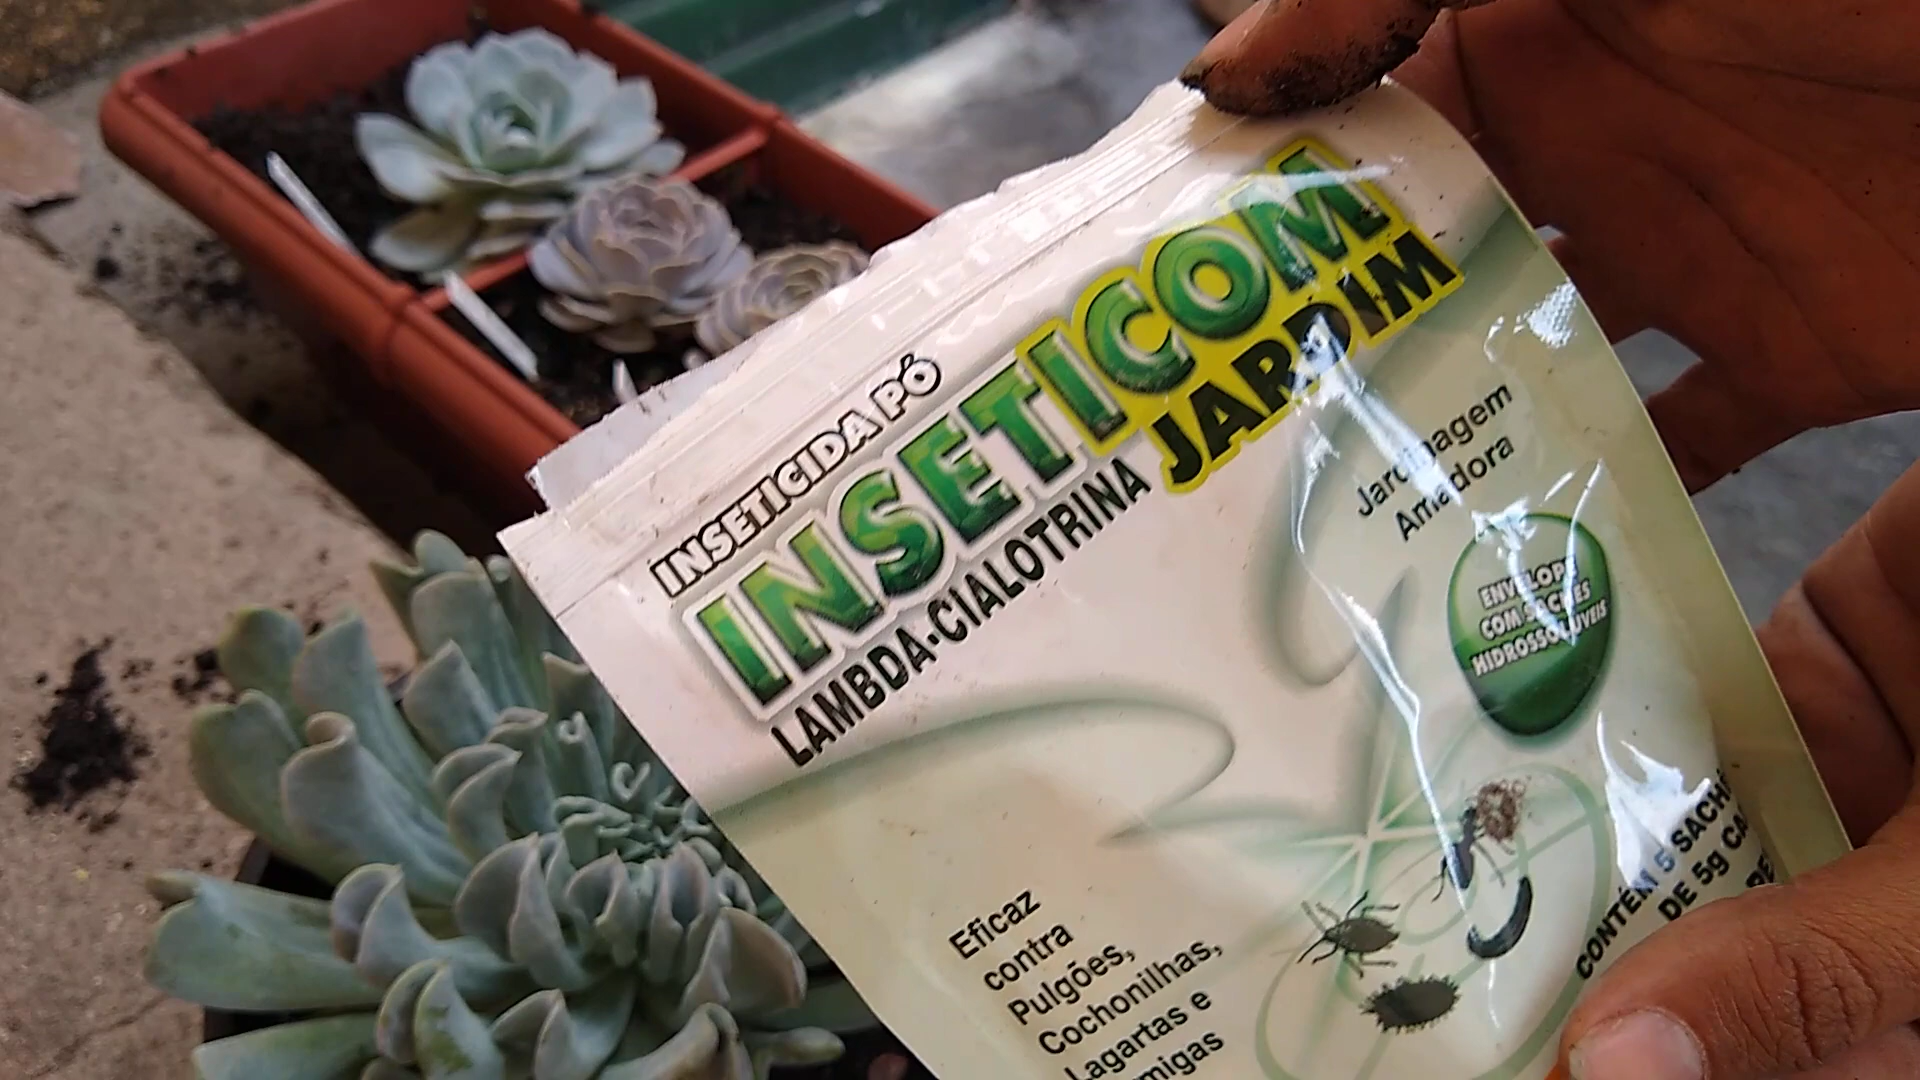 INSETICIDA PÓ
INSETICOM
JARDIM
LAMBDA-CIALOTRINA
Jardinagem
Amadora
ENVELOPE
COM SACHES
HIDROSSOLÚVEIS
Eficaz
contra
Pulgões,
Cochonilhas,
Lagartas e
CONTÉM 5 SACHÊ
DE 5g